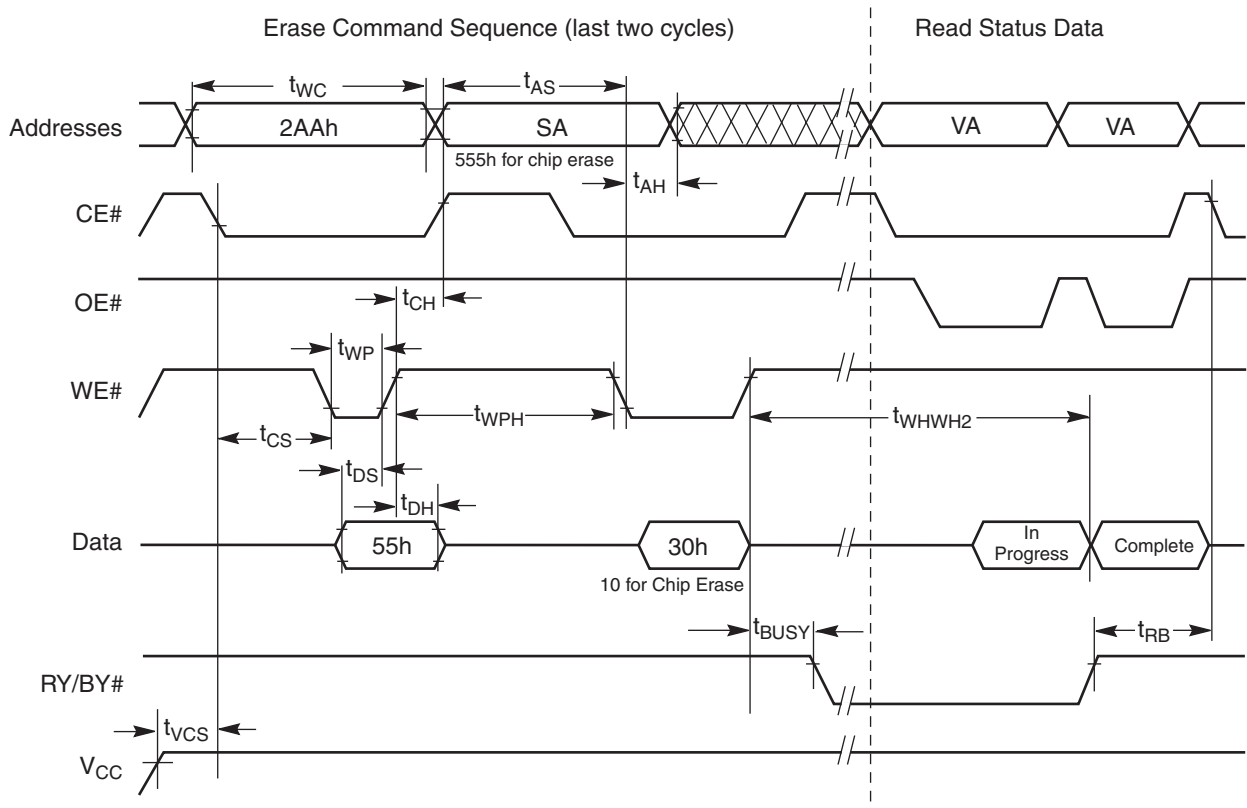 Erase Command Sequence (last two cycles)
Read Status Data
tWC
tAS
Addresses
2AAh
SA
VA
VA
555h for chip erase
tAH
CE#
OE#
tCH
tWP
WE#
tWPH
tWHWH2
tCS
tDS
tDH
Data
55h
30h
In
Progress
Complete
10 for Chip Erase
tBUSY
tRB
RY/BY#
tVCS
VCC